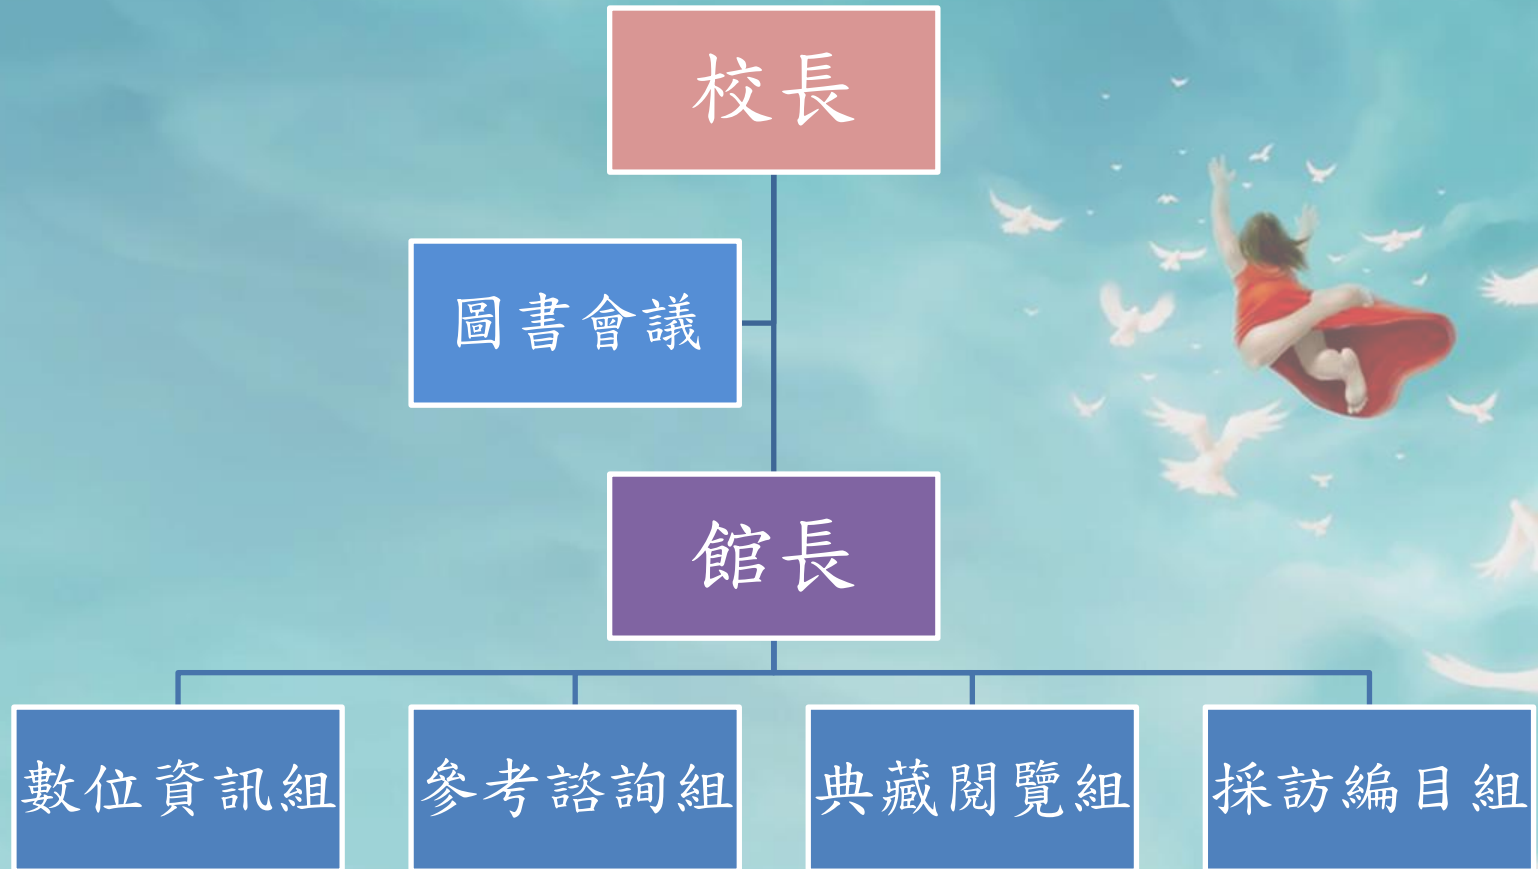 校長
圖書會議
館長
數位資訊組
參考諮詢組
典藏閱覽組
採訪編目組